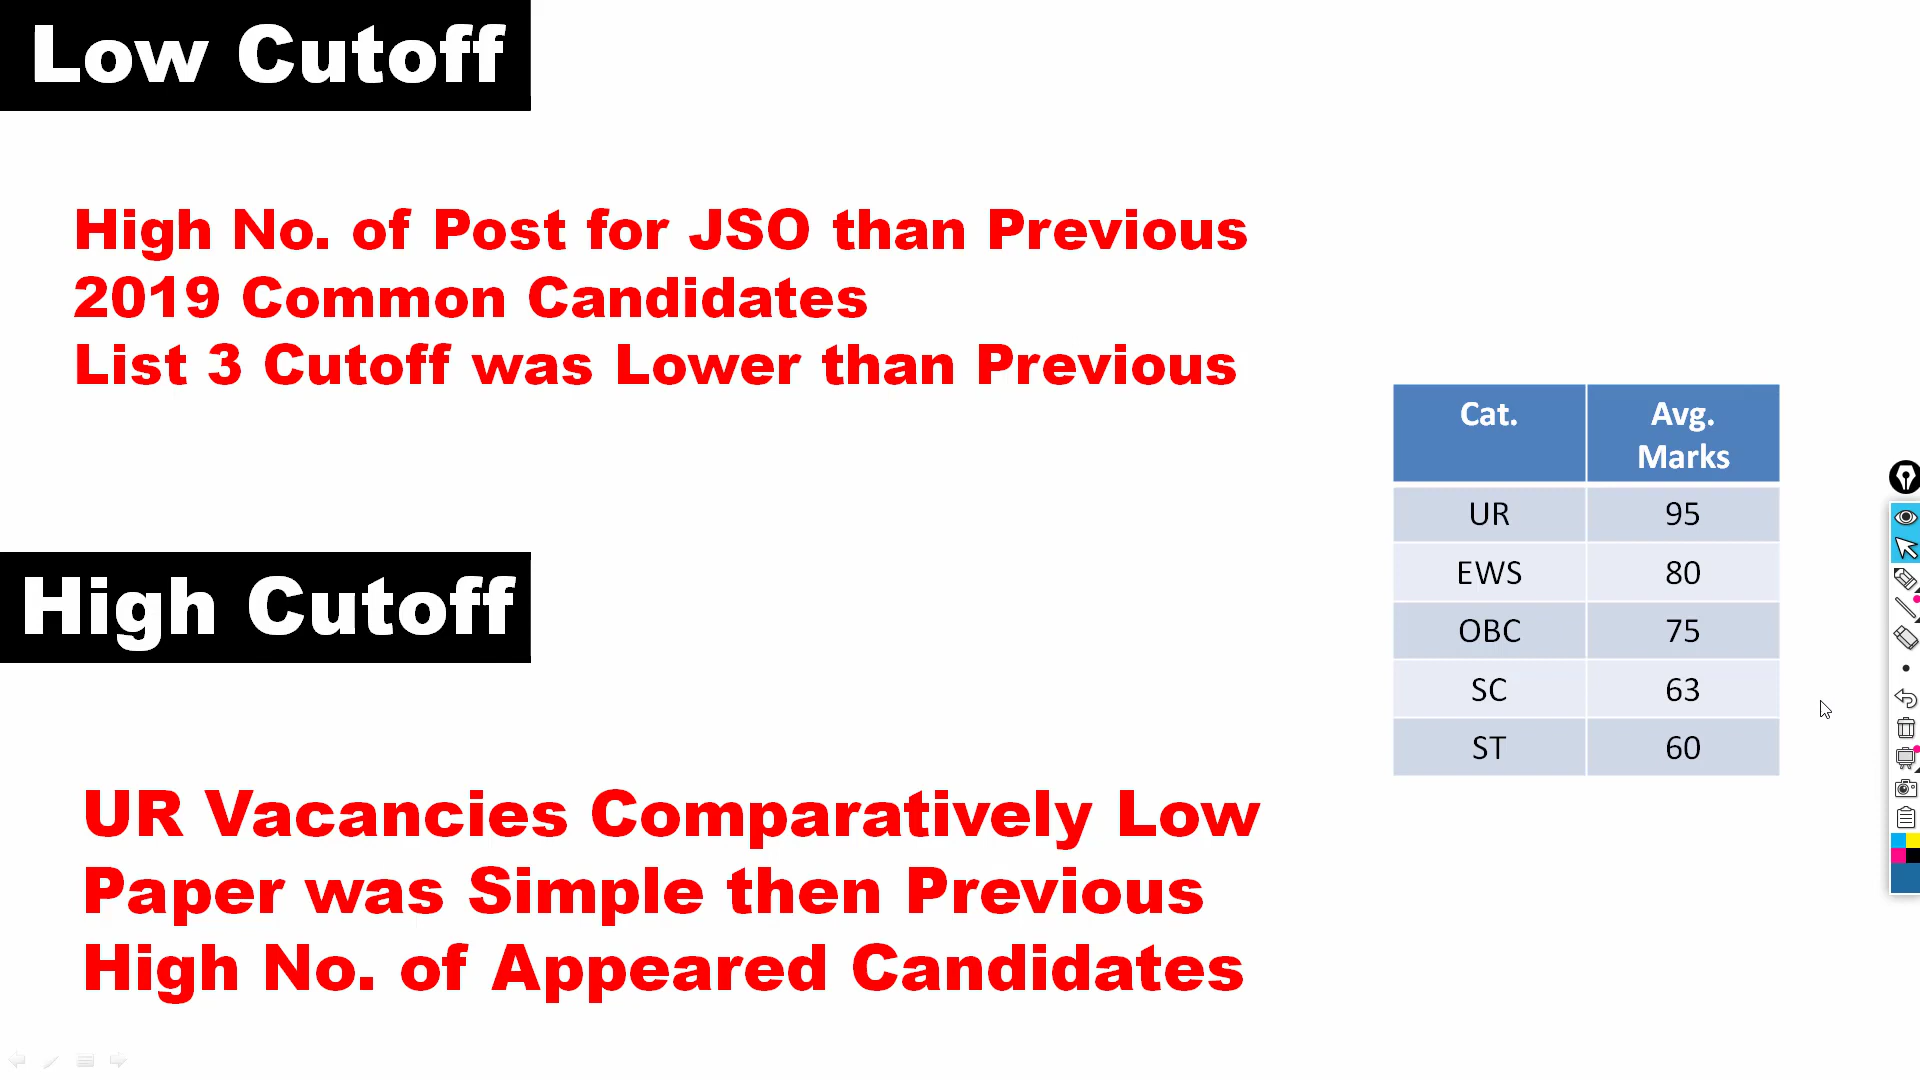 Low Cutoff
High No. of Post for JSO than Previous
2019 Common Candidates
List 3 Cutoff was Lower than Previous
Cat. Avg. Marks
UR 95
EWS 80
OBC 75
SC 63
ST 60
High Cutoff
UR Vacancies Comparatively Low
Paper was Simple then Previous
High No. of Appeared Candidates